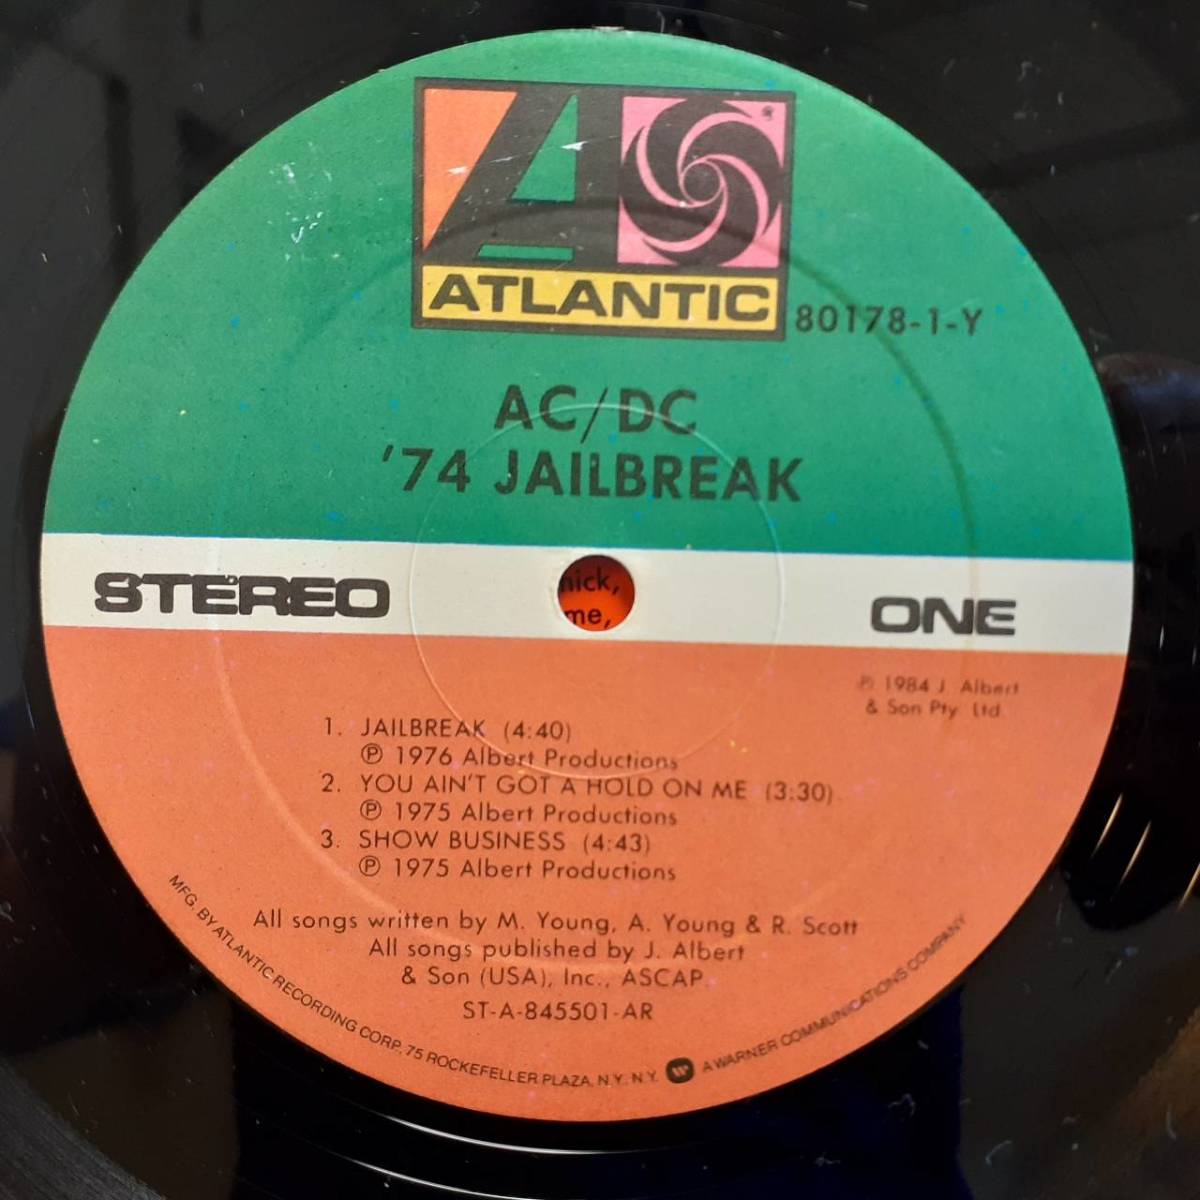 ATLANTIC
80178-1-Y
AC/DC
'74 JAILBREAK
STEREO
ONE
nick,
me,
℗ 1984 J. Albert
& Son Pty. Ltd.
1. JAILBREAK (4:40)
℗ 1976 Albert Productions
2. YOU AIN'T GOT A HOLD ON ME (3:30)
℗ 1975 Albert Productions
3. SHOW BUSINESS (4:43)
℗ 1975 Albert Productions
All songs written by M. Young, A. Young & R. Scott
All songs published by J. Albert
& Son (USA), Inc., ASCAP.
ST-A-845501-AR
MFG. BY ATLANTIC RECORDING CORP., 75 ROCKEFELLER PLAZA, N.Y. N.Y. A WARNER COMMUNICATIONS COMPANY